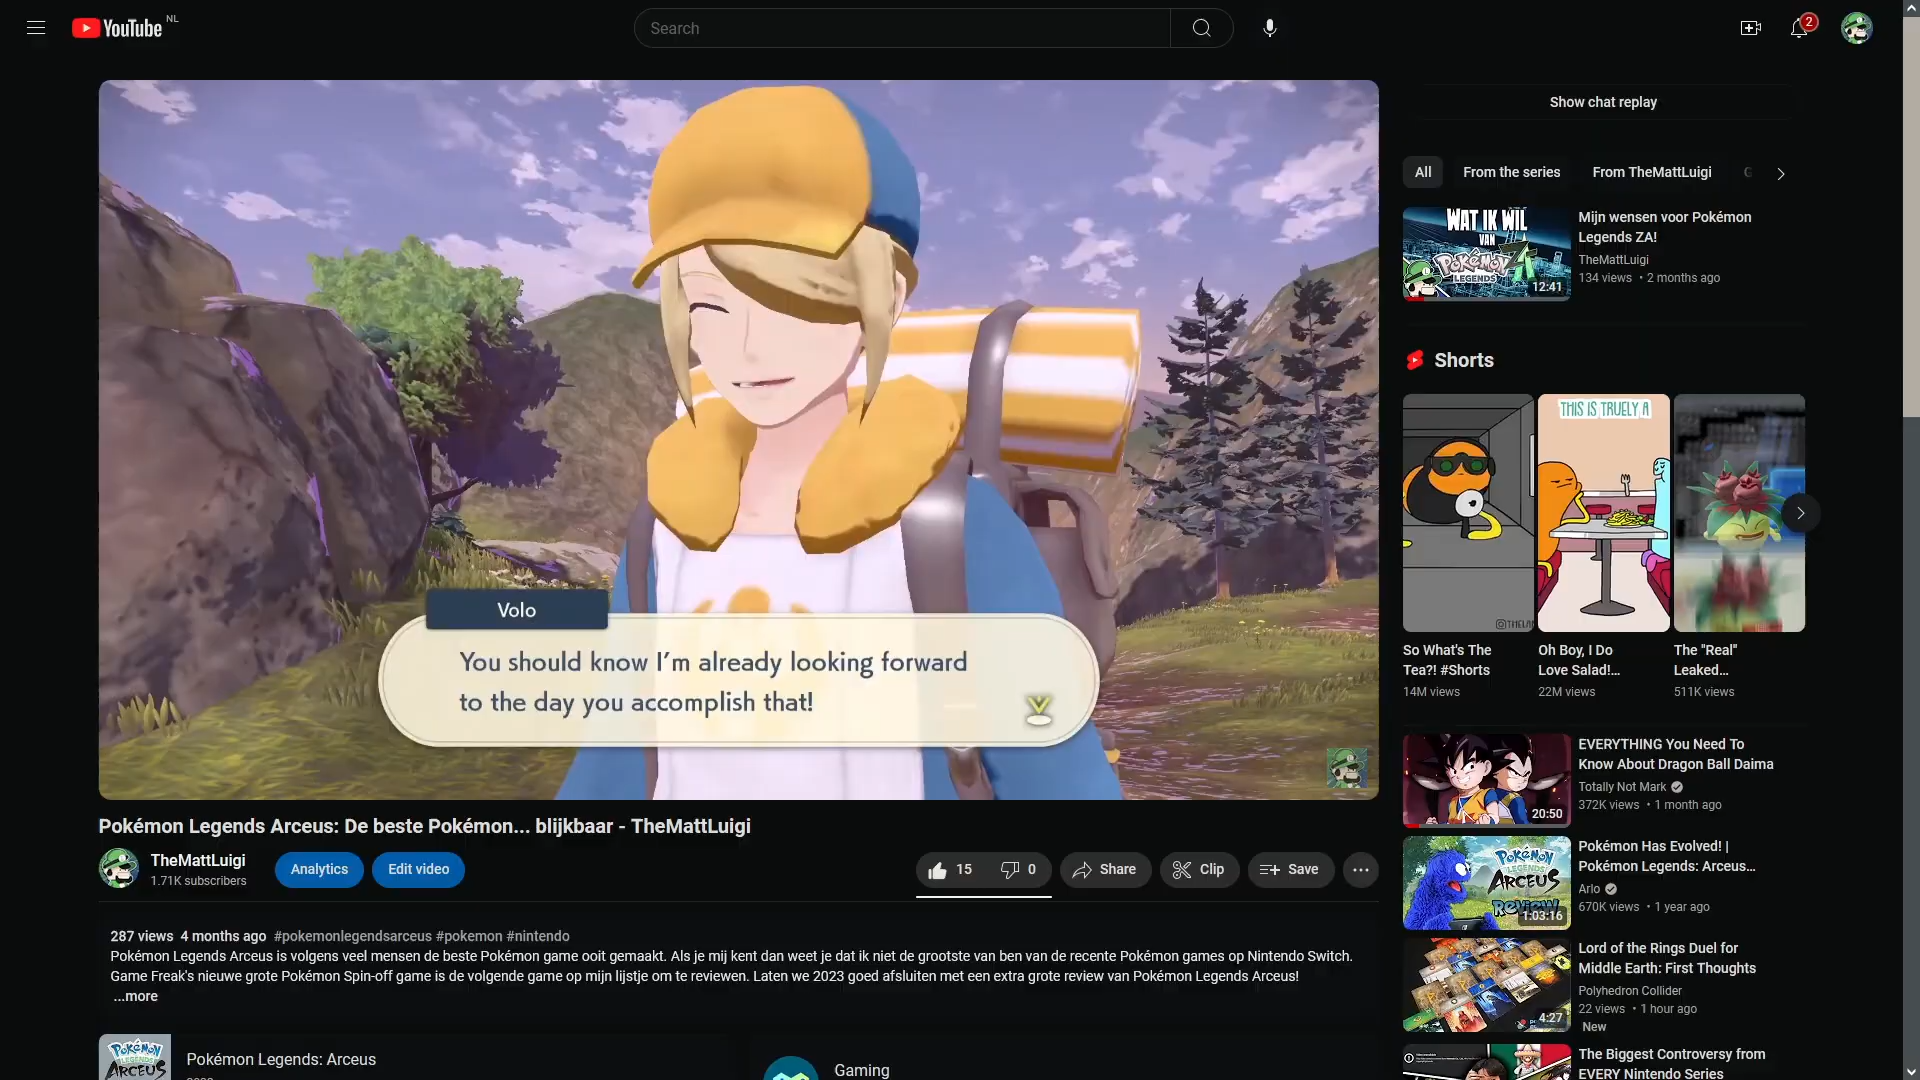 YouTube NL
Search
2
Show chat replay
All From the series From TheMattLuigi
WAT IK WIL
VAN
POKÉMON
LEGENDS
12:41
Mijn wensen voor Pokémon
Legends ZA!
TheMattLuigi
134 views • 2 months ago
Volo
You should know I'm already looking forward
to the day you accomplish that!
Shorts
THIS IS TRUELY A
So What's The
Tea?! #Shorts
14M views
Oh Boy, I Do
Love Salad!...
22M views
The "Real"
Leaked...
511K views
Pokémon Legends Arceus: De beste Pokémon... blijkbaar - TheMattLuigi
TheMattLuigi
1.71K subscribers
Analytics
Edit video
15
0
Share
Clip
Save
287 views 4 months ago #pokemonlegendsarceus #pokemon #nintendo
Pokémon Legends Arceus is volgens veel mensen de beste Pokémon game ooit gemaakt. Als je mij kent dan weet je dat ik niet de grootste van ben van de recente Pokémon games op Nintendo Switch.
Game Freak's nieuwe grote Pokémon Spin-off game is de volgende game op mijn lijstje om te reviewen. Laten we 2023 goed afsluiten met een extra grote review van Pokémon Legends Arceus!
...more
POKÉMON
LEGENDS
ARCEUS
Pokémon Legends: Arceus
Gaming
20:50
EVERYTHING You Need To
Know About Dragon Ball Daima
Totally Not Mark
372K views • 1 month ago
POKÉMON
LEGENDS
ARCEUS
REVIEW
1:03:16
Pokémon Has Evolved! |
Pokémon Legends: Arceus...
Arlo
670K views • 1 year ago
4:27
Lord of the Rings Duel for
Middle Earth: First Thoughts
Polyhedron Collider
22 views • 1 hour ago
New
The Biggest Controversy from
EVERY Nintendo Series